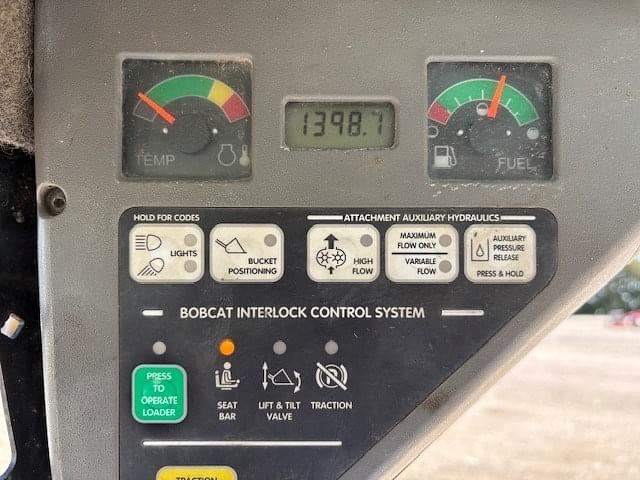 TEMP
1398.7
FUEL
HOLD FOR CODES
ATTACHMENT AUXILIARY HYDRAULICS
LIGHTS
BUCKET
POSITIONING
HIGH
FLOW
MAXIMUM
FLOW ONLY
VARIABLE
FLOW
AUXILIARY
PRESSURE
RELEASE
PRESS & HOLD
BOBCAT INTERLOCK CONTROL SYSTEM
PRESS
TO
OPERATE
LOADER
SEAT
BAR
LIFT & TILT
VALVE
TRACTION
TRACTION